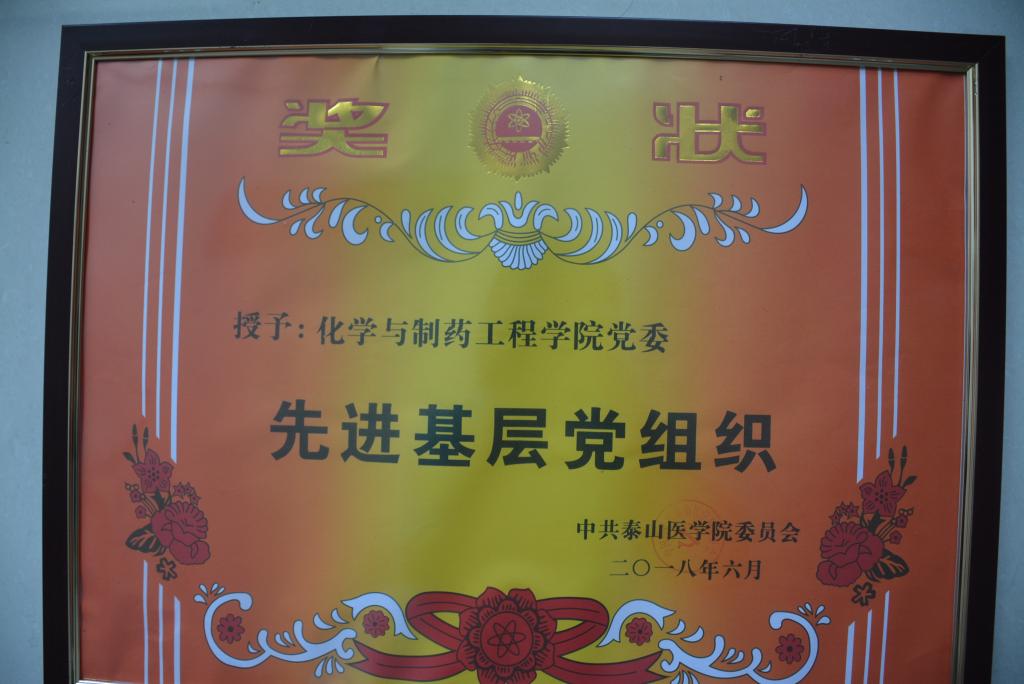 奖 状
授予：化学与制药工程学院党委
先进基层党组织
中共泰山医学院委员会
二〇一八年六月